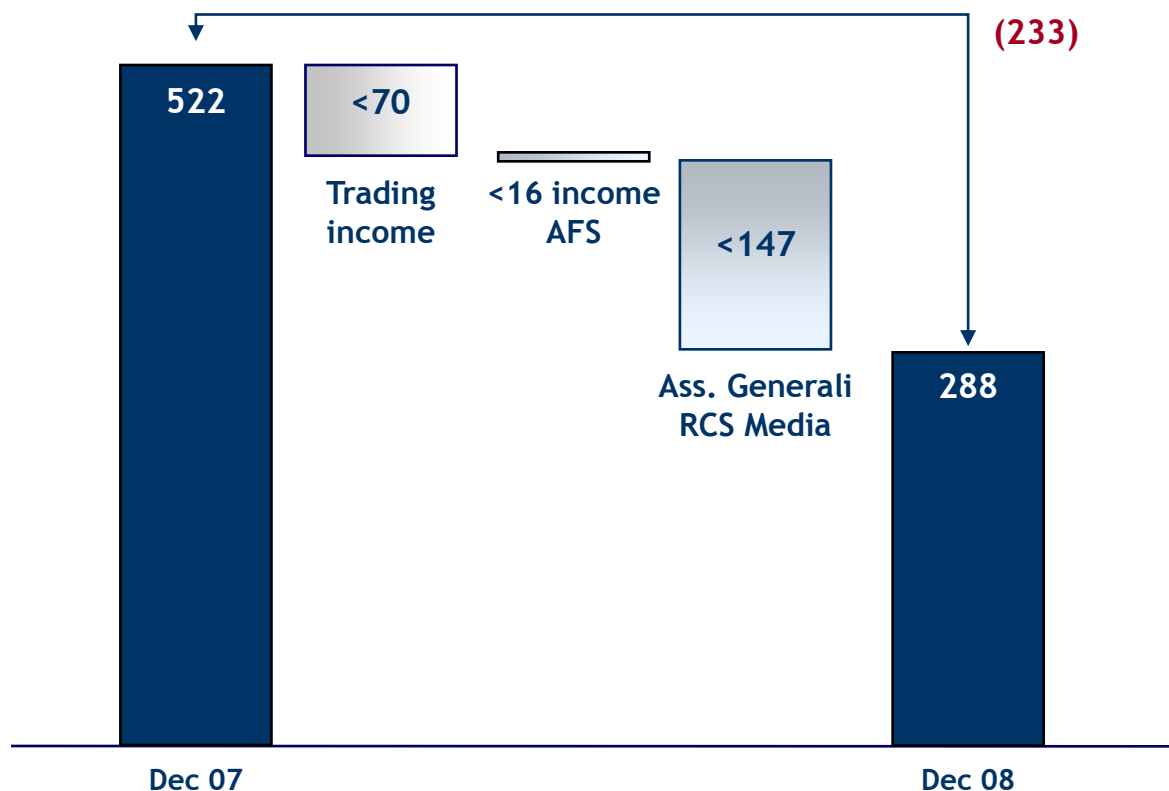 (233)
522
<70
Trading
income
<16 income
AFS
<147
Ass. Generali
RCS Media
288
Dec 07
Dec 08